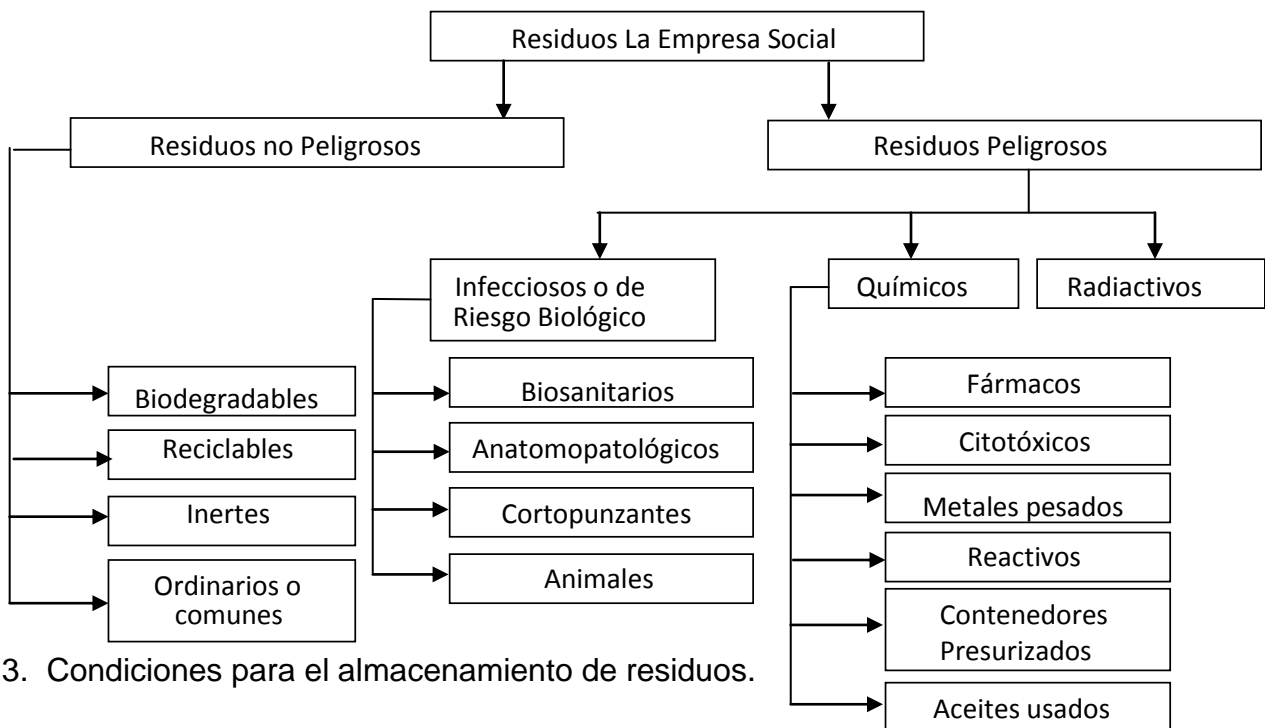 Residuos La Empresa Social
Residuos no Peligrosos
Residuos Peligrosos
Infecciosos o de
Riesgo Biológico
Químicos
Radiactivos
Biodegradables
Reciclables
Inertes
Ordinarios o
comunes
Biosanitarios
Anatomopatológicos
Cortopunzantes
Animales
Fármacos
Citotóxicos
Metales pesados
Reactivos
Contenedores
Presurizados
Aceites usados
3. Condiciones para el almacenamiento de residuos.